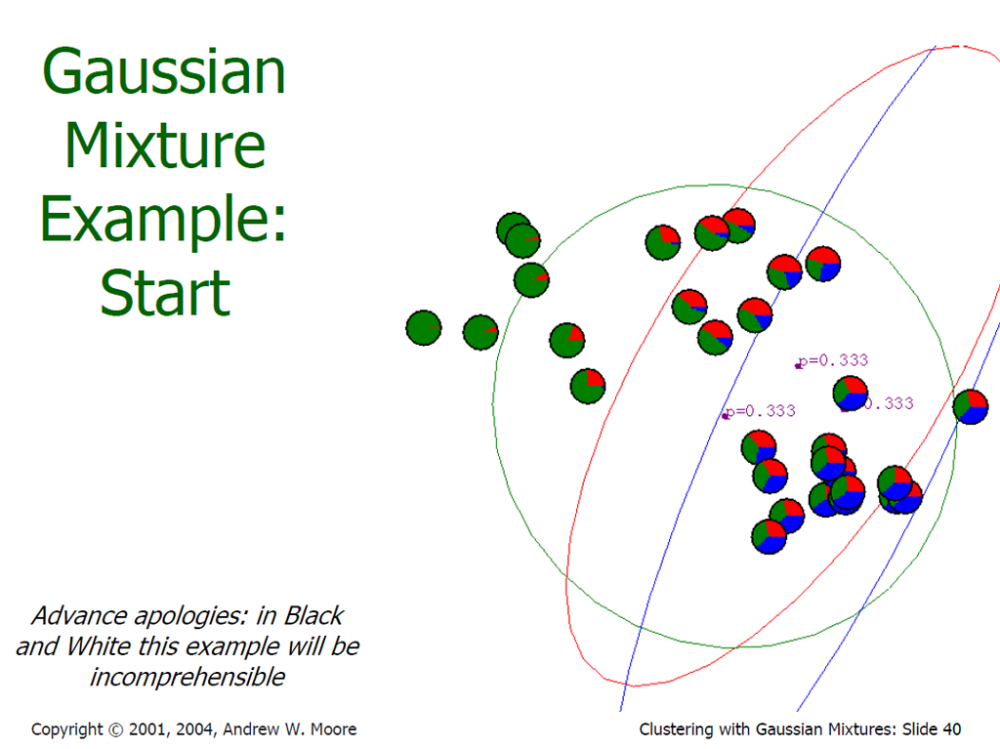 Gaussian
Mixture
Example:
Start
p=0.333
p=0.333
0.333
Advance apologies: in Black
and White this example will be
incomprehensible
Copyright © 2001, 2004, Andrew W. Moore
Clustering with Gaussian Mixtures: Slide 40